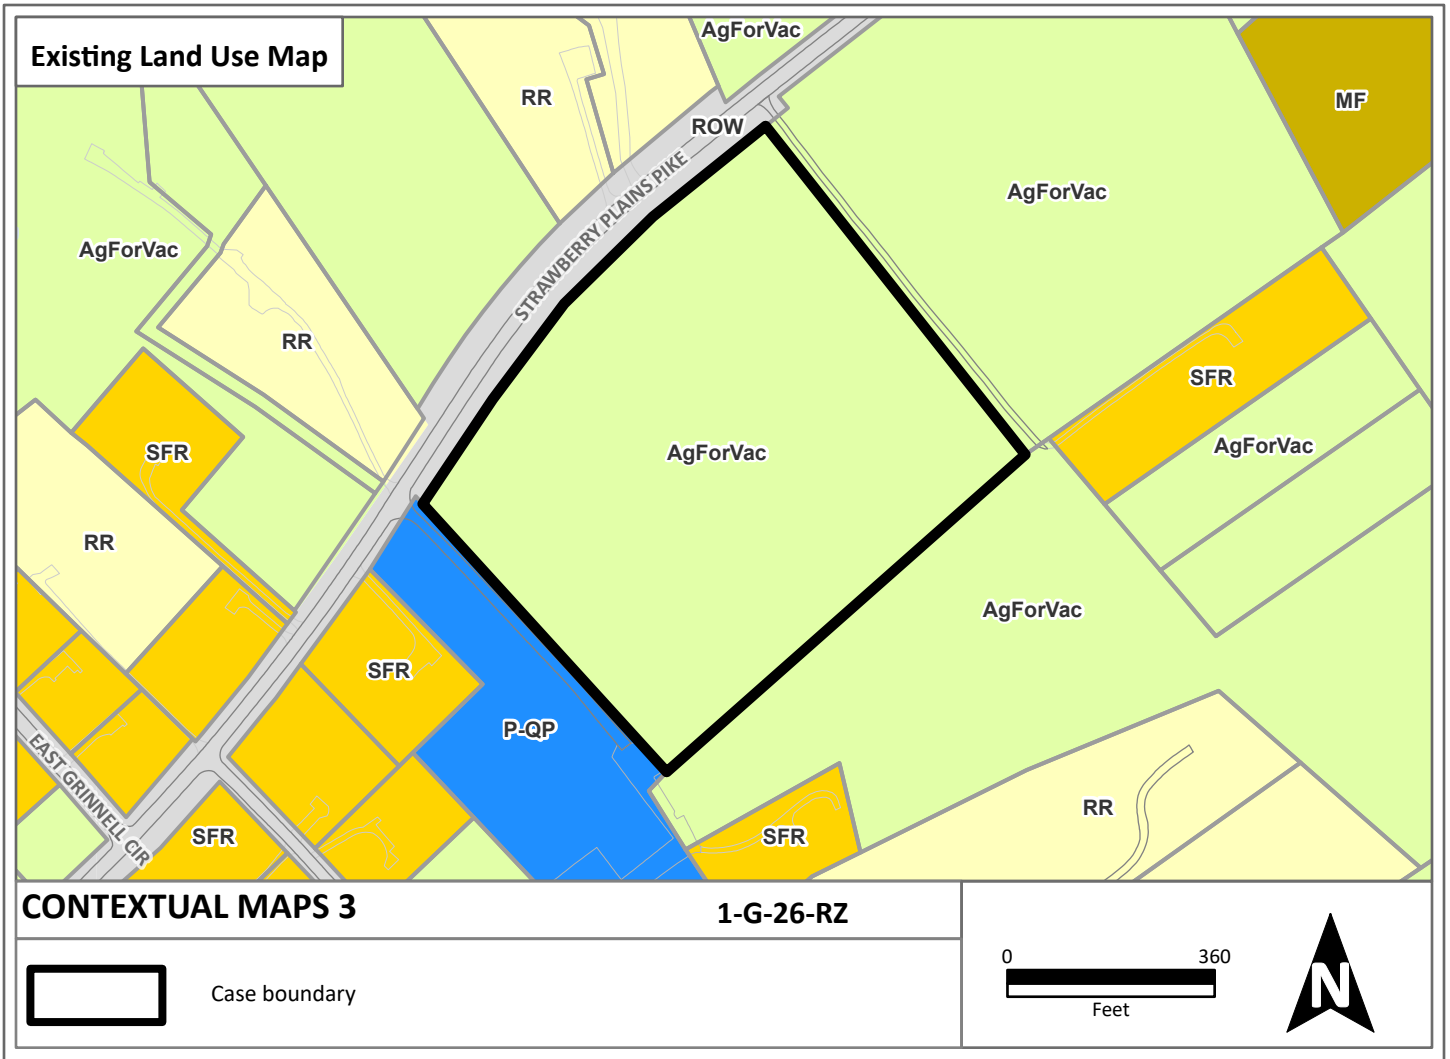 Existing Land Use Map
AgForVac
RR
ROW
MF
STRAWBERRY PLAINS PIKE
AgForVac
AgForVac
RR
SFR
SFR
AgForVac
AgForVac
RR
AgForVac
SFR
P-QP
EAST GRINNELL CIR
SFR
SFR
RR
CONTEXTUAL MAPS 3
1-G-26-RZ
Case boundary
0 360
Feet
N